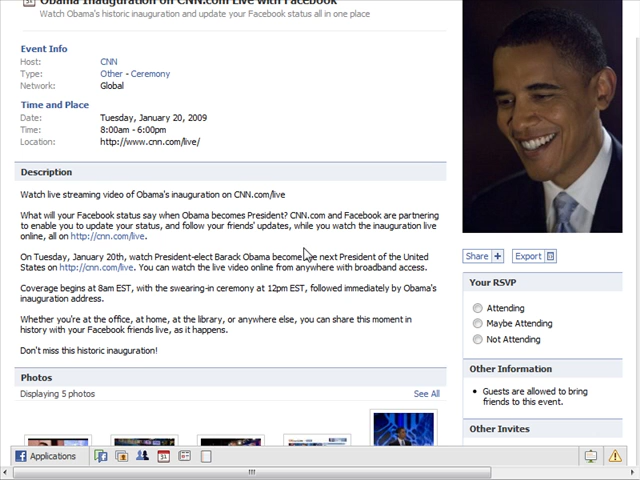 Obama Inauguration on CNN.com Live with Facebook
Watch Obama's historic inauguration and update your Facebook status all in one place
Event Info
Host: CNN
Type: Other - Ceremony
Network: Global
Time and Place
Date: Tuesday, January 20, 2009
Time: 8:00am - 6:00pm
Location: http://www.cnn.com/live/
Description
Watch live streaming video of Obama's inauguration on CNN.com/live
What will your Facebook status say when Obama becomes President? CNN.com and Facebook are partnering
to enable you to update your status, and follow your friends' updates, while you watch the inauguration live
online, all on http://cnn.com/live.
On Tuesday, January 20th, watch President-elect Barack Obama become the next President of the United
States on http://cnn.com/live. You can watch the live video online from anywhere with broadband access.
Coverage begins at 8am EST, with the swearing-in ceremony at 12pm EST, followed immediately by Obama's
inauguration address.
Whether you're at the office, at home, at the library, or anywhere else, you can share this moment in
history with your Facebook friends live, as it happens.
Don't miss this historic inauguration!
Photos
Displaying 5 photos See All
Share + Export
Your RSVP
Attending
Maybe Attending
Not Attending
Other Information
Guests are allowed to bring
friends to this event.
Other Invites
Applications
31